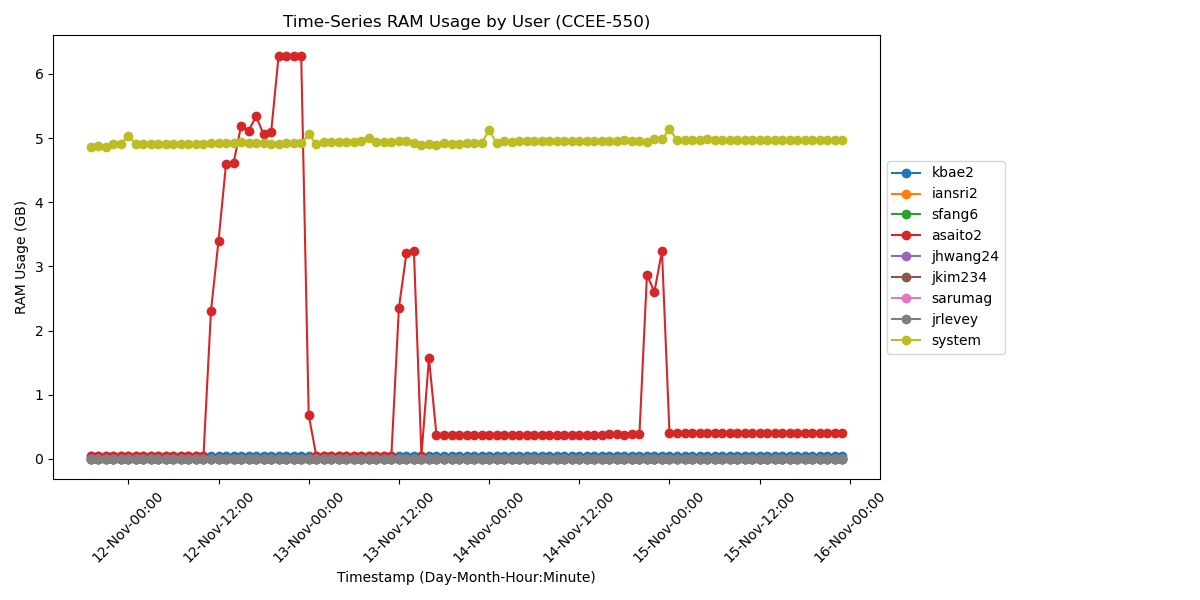 Time-Series RAM Usage by User (CCEE-550)
RAM Usage (GB)
6
5
4
3
2
1
0
12-Nov-00:00
12-Nov-12:00
13-Nov-00:00
13-Nov-12:00
14-Nov-00:00
14-Nov-12:00
15-Nov-00:00
15-Nov-12:00
16-Nov-00:00
Timestamp (Day-Month-Hour:Minute)
kbae2
iansri2
sfang6
asaito2
jhwang24
jkim234
sarumag
jrlevey
system